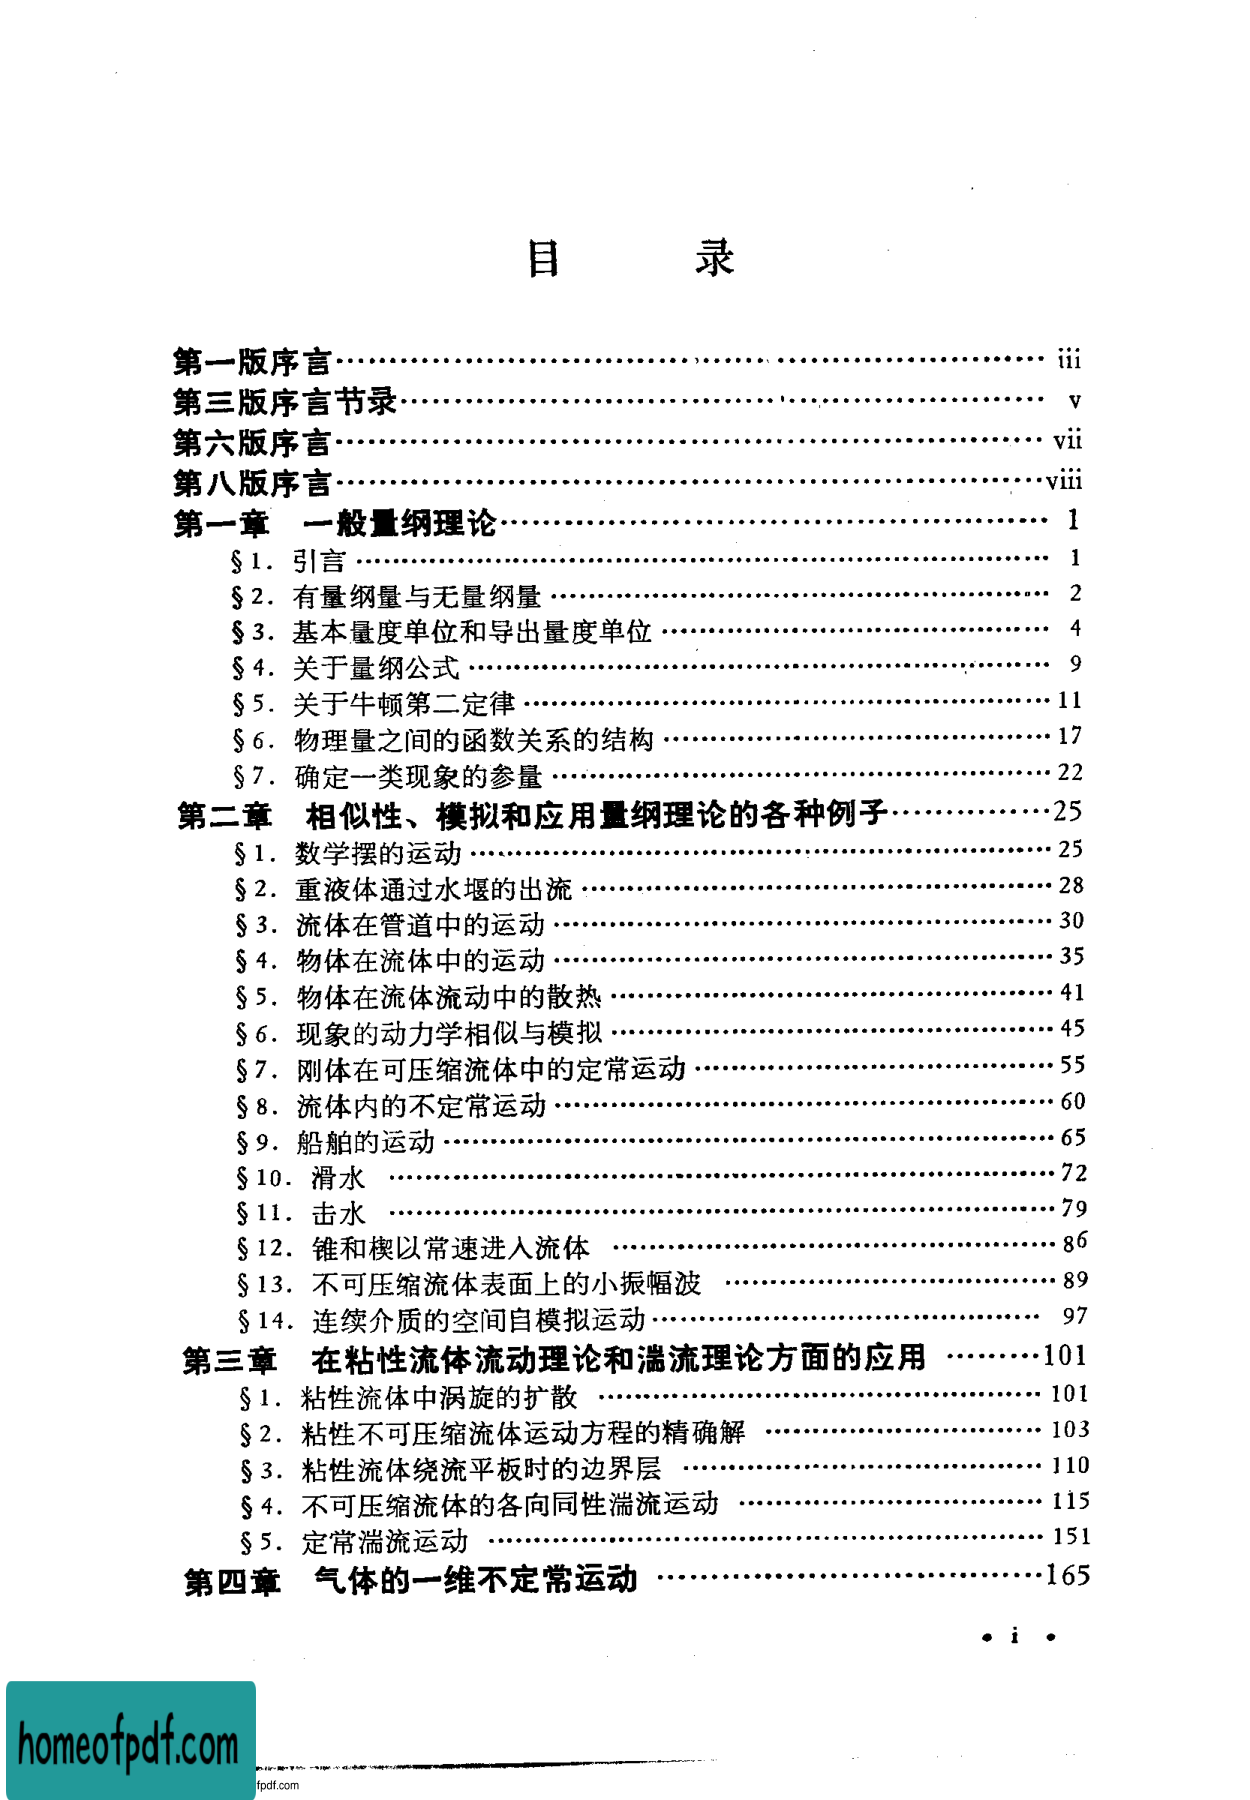 目 录
第一版序言…………………………………………………… iii
第三版序言节录…………………………………………………… v
第六版序言…………………………………………………… vii
第八版序言……………………………………………………viii
第一章 一般量纲理论…………………………………………… 1
§1. 引言…………………………………………………… 1
§2. 有量纲量与无量纲量…………………………………………… 2
§3. 基本量度单位和导出量度单位…………………………………… 4
§4. 关于量纲公式…………………………………………………… 9
§5. 关于牛顿第二定律……………………………………………11
§6. 物理量之间的函数关系的结构……………………………………17
§7. 确定一类现象的参量……………………………………………22
第二章 相似性、模拟和应用量纲理论的各种例子……………25
§1. 数学摆的运动……………………………………………………25
§2. 重液体通过水堰的出流……………………………………………28
§3. 流体在管道中的运动……………………………………………30
§4. 物体在流体中的运动……………………………………………35
§5. 物体在流体流动中的散热…………………………………………41
§6. 现象的动力学相似与模拟…………………………………………45
§7. 刚体在可压缩流体中的定常运动…………………………………55
§8. 流体内的不定常运动……………………………………………60
§9. 船舶的运动……………………………………………………65
§10. 滑水……………………………………………………72
§11. 击水……………………………………………………79
§12. 锥和楔以常速进入流体…………………………………………86
§13. 不可压缩流体表面上的小振幅波………………………………89
§14. 连续介质的空间自模拟运动…………………………………… 97
第三章 在粘性流体流动理论和湍流理论方面的应用………101
§1. 粘性流体中涡旋的扩散…………………………………………101
§2. 粘性不可压缩流体运动方程的精确解…………………………103
§3. 粘性流体绕流平板时的边界层…………………………………110
§4. 不可压缩流体的各向同性湍流运动……………………………115
§5. 定常湍流运动……………………………………………………151
第四章 气体的一维不定常运动…………………………………165
• i •
homeofpdf.com
fpdf.com